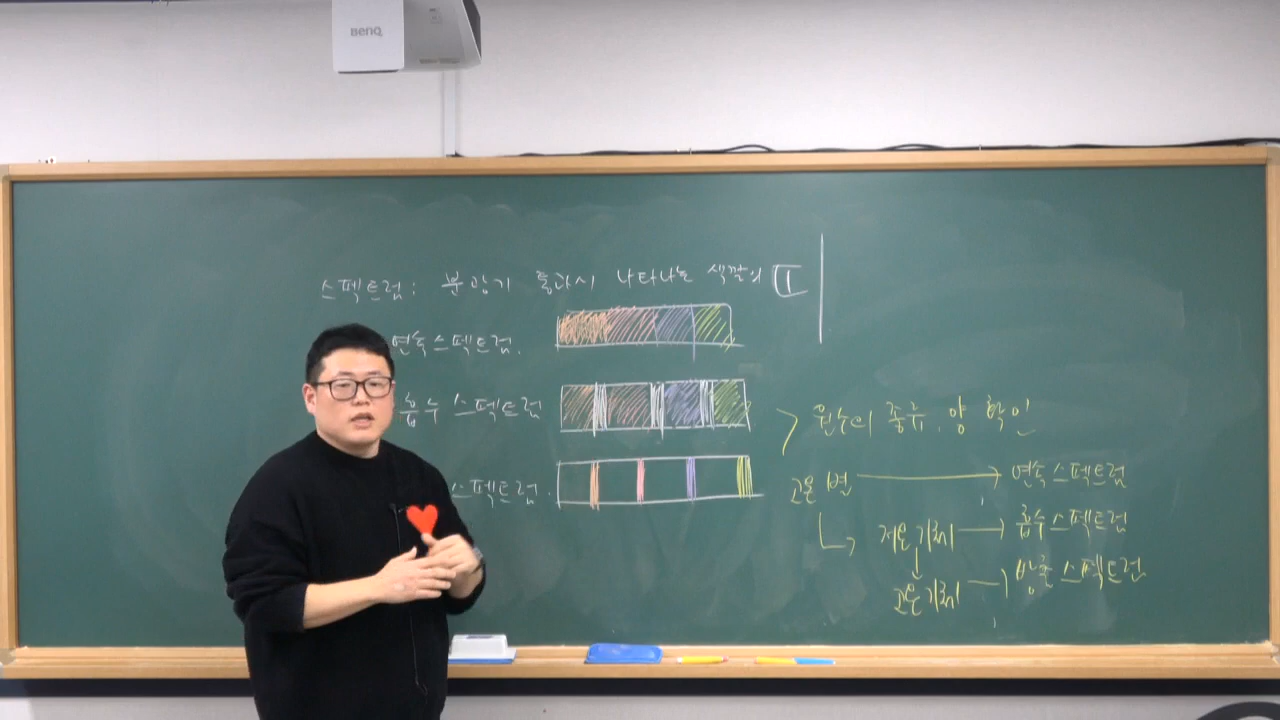 BenQ
스펙트럼: 분광기 통과시 나타나는 색깔의 띠
연속스펙트럼.
흡수 스펙트럼
스펙트럼.
> 원소의 종류, 양 확인
고온 별 → 연속스펙트럼
저온기체 → 흡수스펙트럼
고온기체 → 방출스펙트럼